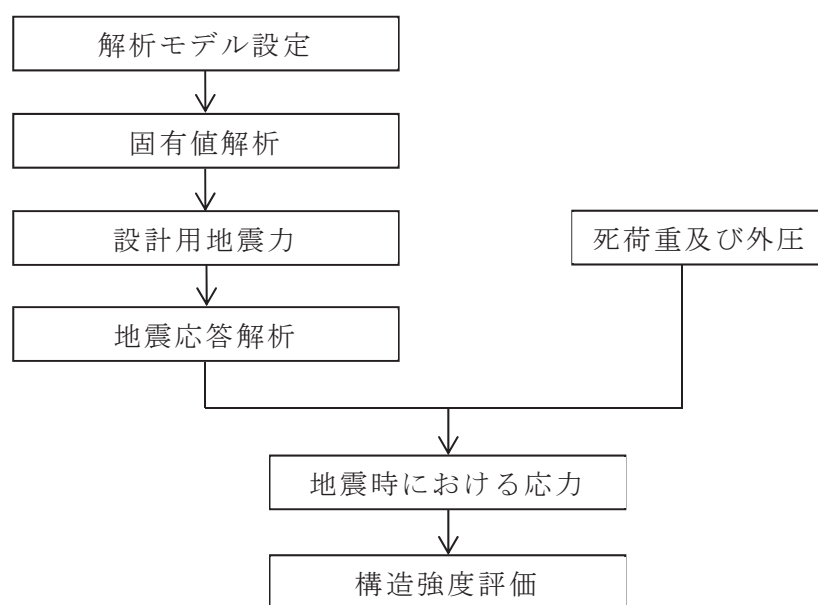 解析モデル設定
固有値解析
設計用地震力
死荷重及び外圧
地震応答解析
地震時における応力
構造強度評価